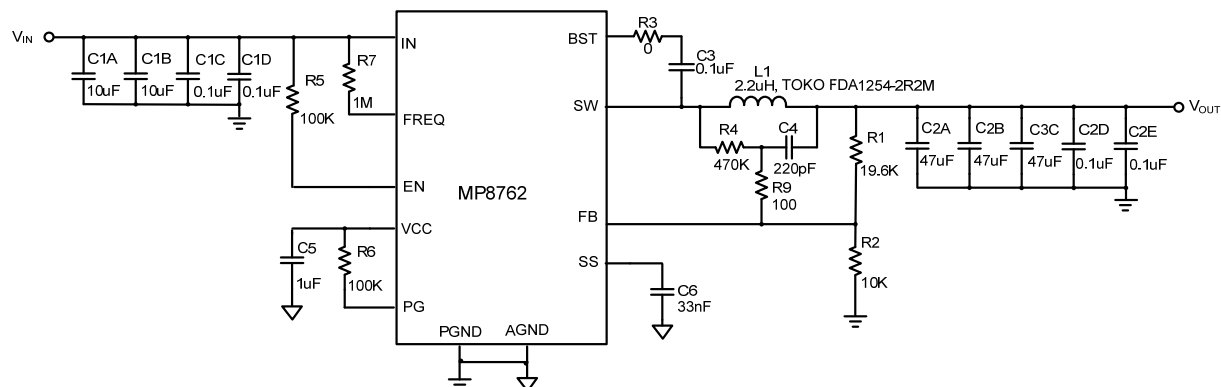 VIN
C1A
10uF
C1B
10uF
C1C
0.1uF
C1D
0.1uF
R5
100K
R7
1M
IN
FREQ
EN
VCC
PG
PGND
AGND
MP8762
BST
SW
FB
SS
C5
1uF
R6
100K
R3
0
C3
0.1uF
L1
2.2uH, TOKO FDA1254-2R2M
R4
470K
C4
220pF
R9
100
R1
19.6K
R2
10K
C6
33nF
C2A
47uF
C2B
47uF
C3C
47uF
C2D
0.1uF
C2E
0.1uF
VOUT